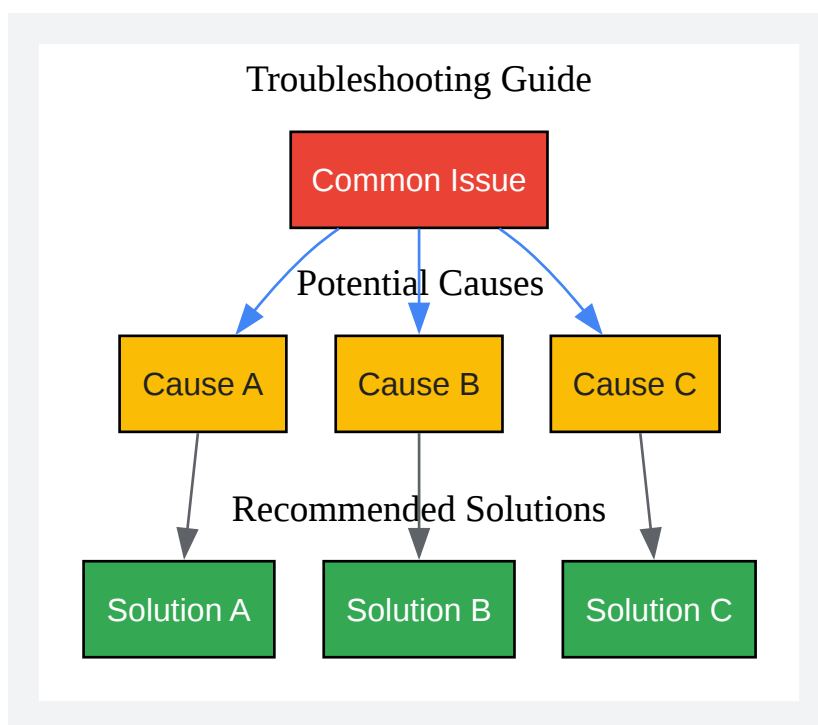 Troubleshooting Guide
Common Issue
Potential Causes
Cause A
Cause B
Cause C
Recommended Solutions
Solution A
Solution B
Solution C